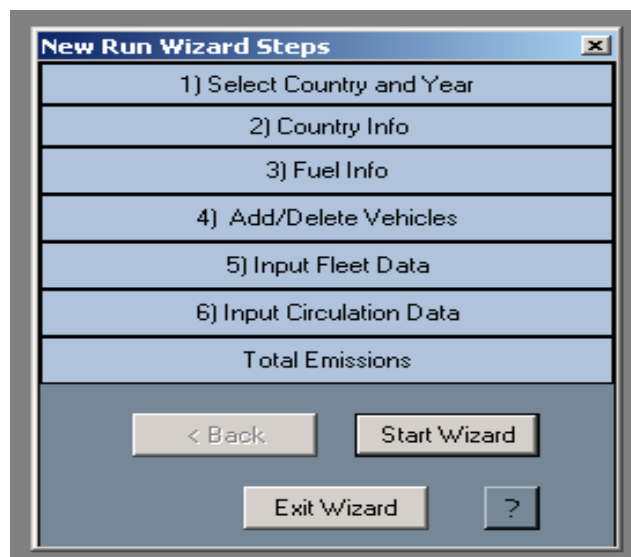 New Run Wizard Steps
1) Select Country and Year
2) Country Info
3) Fuel Info
4) Add/Delete Vehicles
5) Input Fleet Data
6) Input Circulation Data
Total Emissions
< Back Start Wizard
Exit Wizard ?